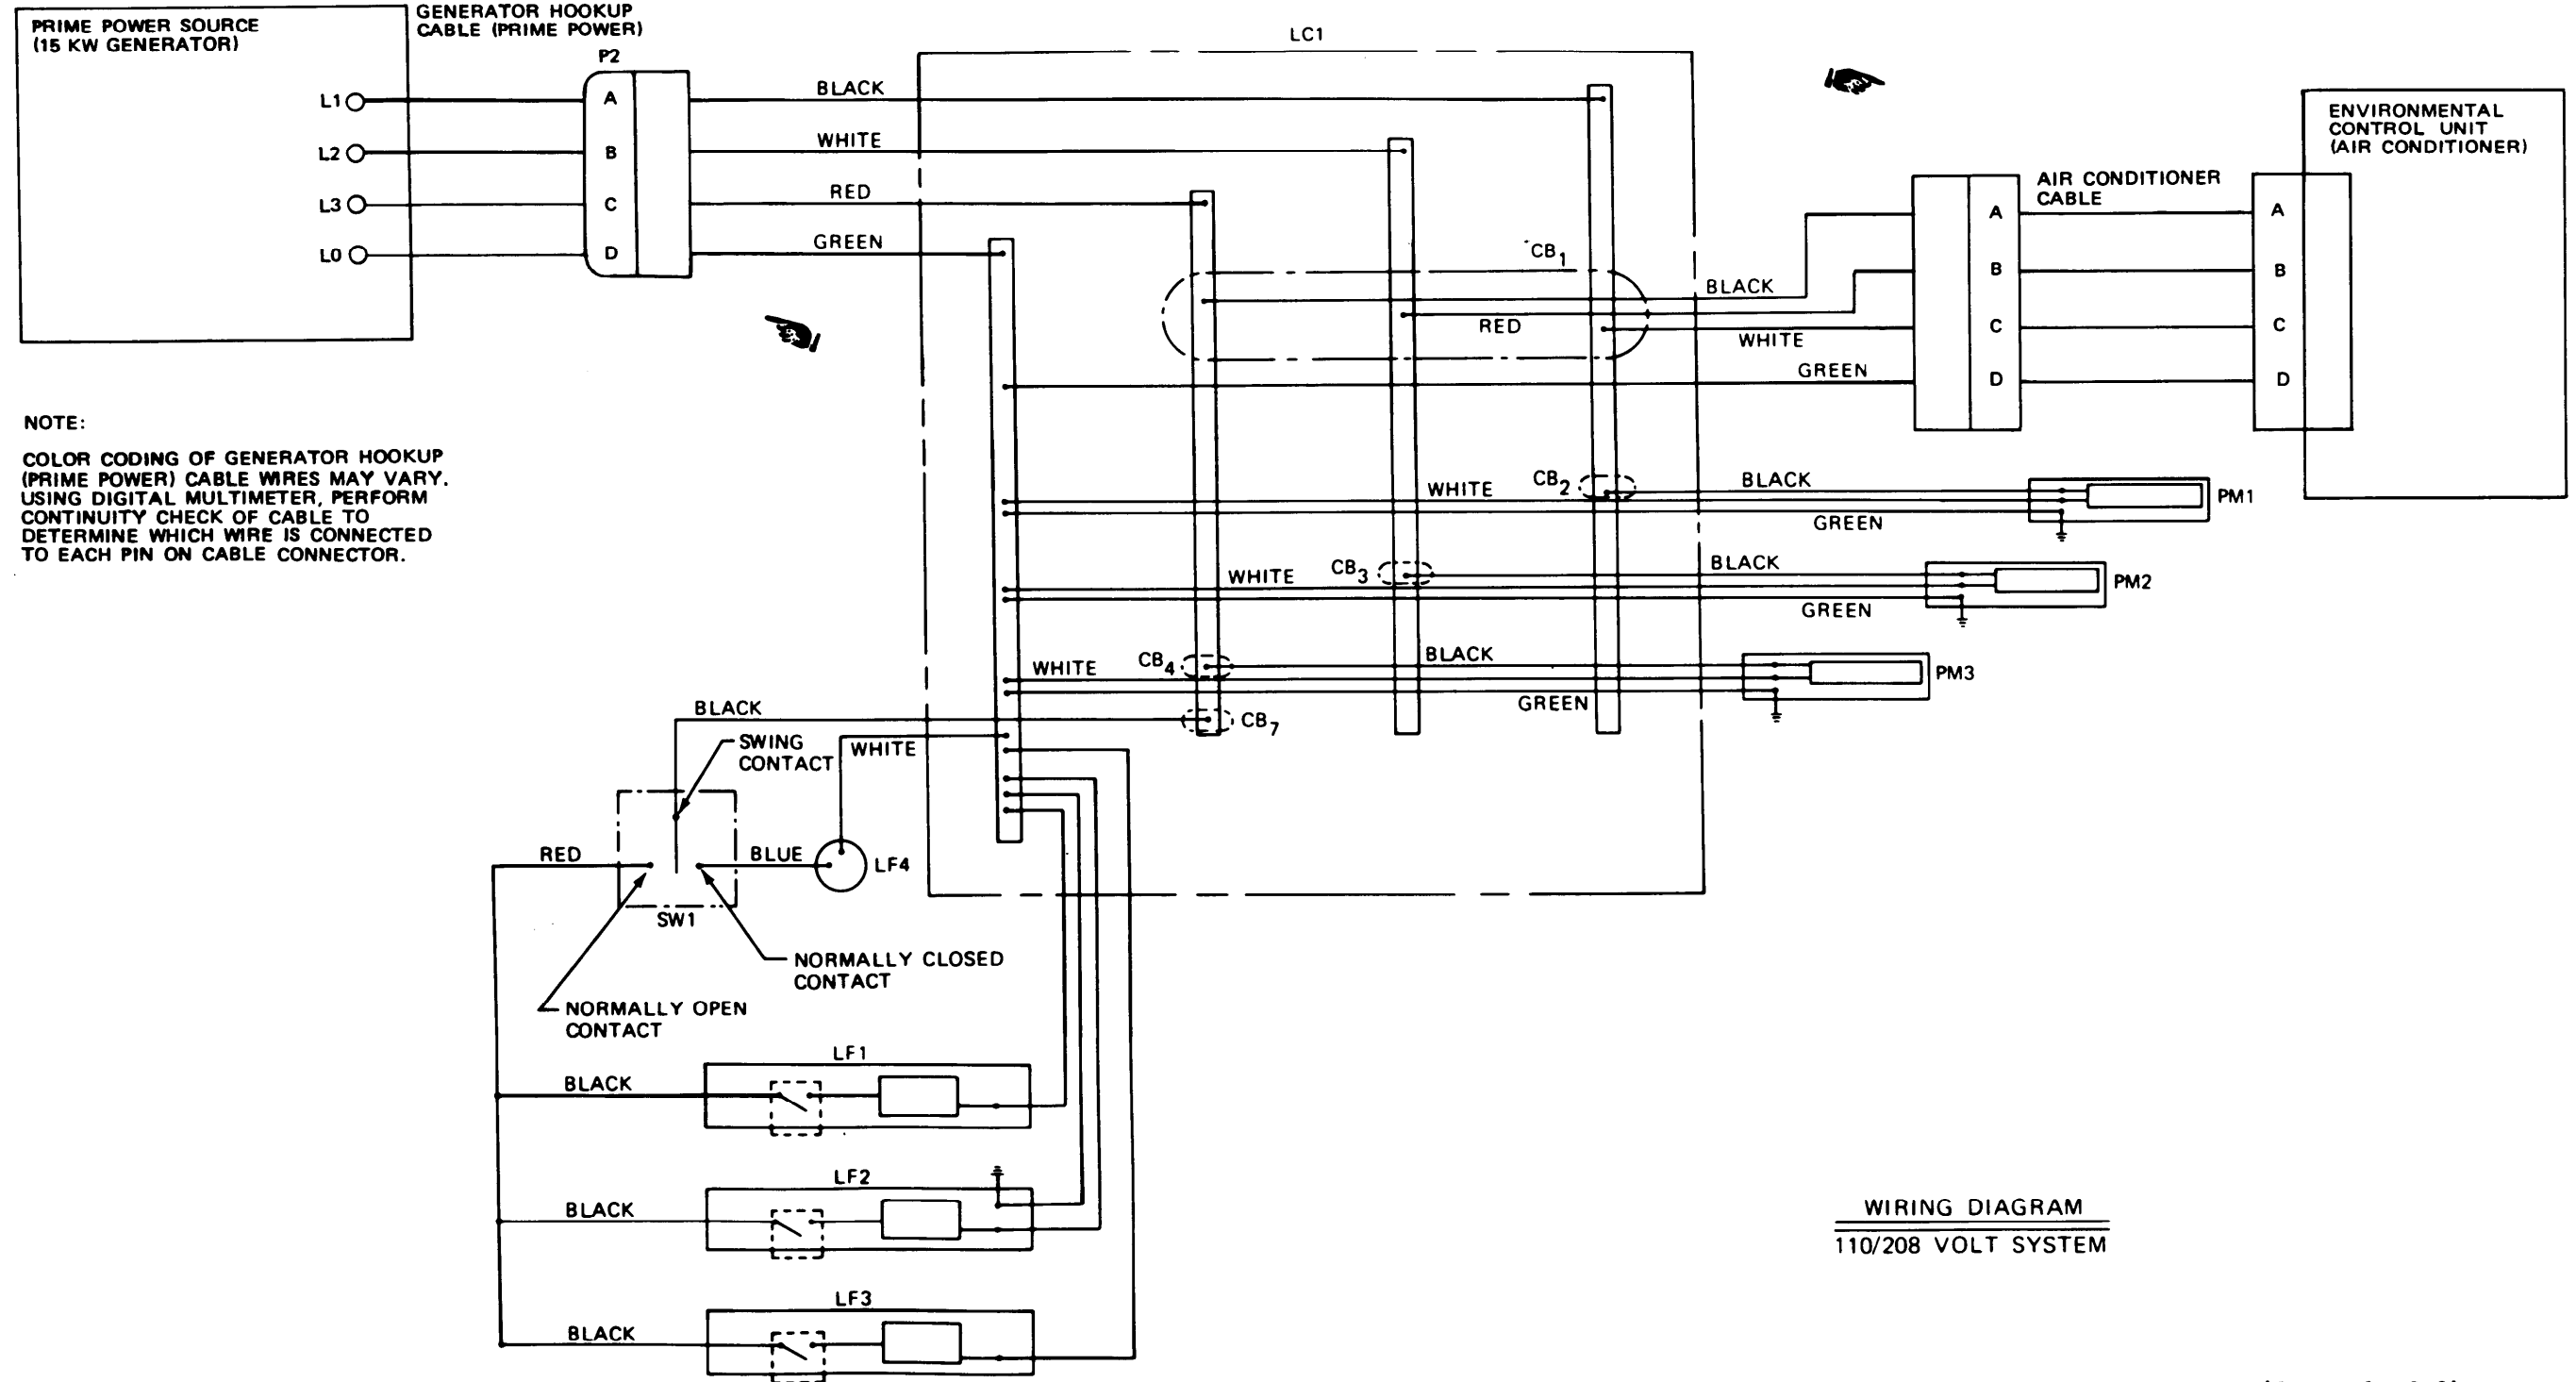 PRIME POWER SOURCE
(15 KW GENERATOR)
GENERATOR HOOKUP
CABLE (PRIME POWER)
P2
L1
L2
L3
L0
A
B
C
D
BLACK
WHITE
RED
GREEN
LC1
CB1
BLACK
RED
WHITE
GREEN
A
B
C
D
AIR CONDITIONER
CABLE
A
B
C
D
ENVIRONMENTAL
CONTROL UNIT
(AIR CONDITIONER)
NOTE:
COLOR CODING OF GENERATOR HOOKUP
(PRIME POWER) CABLE WIRES MAY VARY.
USING DIGITAL MULTIMETER, PERFORM
CONTINUITY CHECK OF CABLE TO
DETERMINE WHICH WIRE IS CONNECTED
TO EACH PIN ON CABLE CONNECTOR.
WHITE
CB2
BLACK
GREEN
PM1
WHITE
CB3
BLACK
GREEN
PM2
WHITE
CB4
BLACK
GREEN
PM3
BLACK
CB7
SWING
CONTACT
WHITE
RED
BLUE
LF4
SW1
NORMALLY CLOSED
CONTACT
NORMALLY OPEN
CONTACT
LF1
BLACK
LF2
BLACK
LF3
BLACK
WIRING DIAGRAM
110/208 VOLT SYSTEM